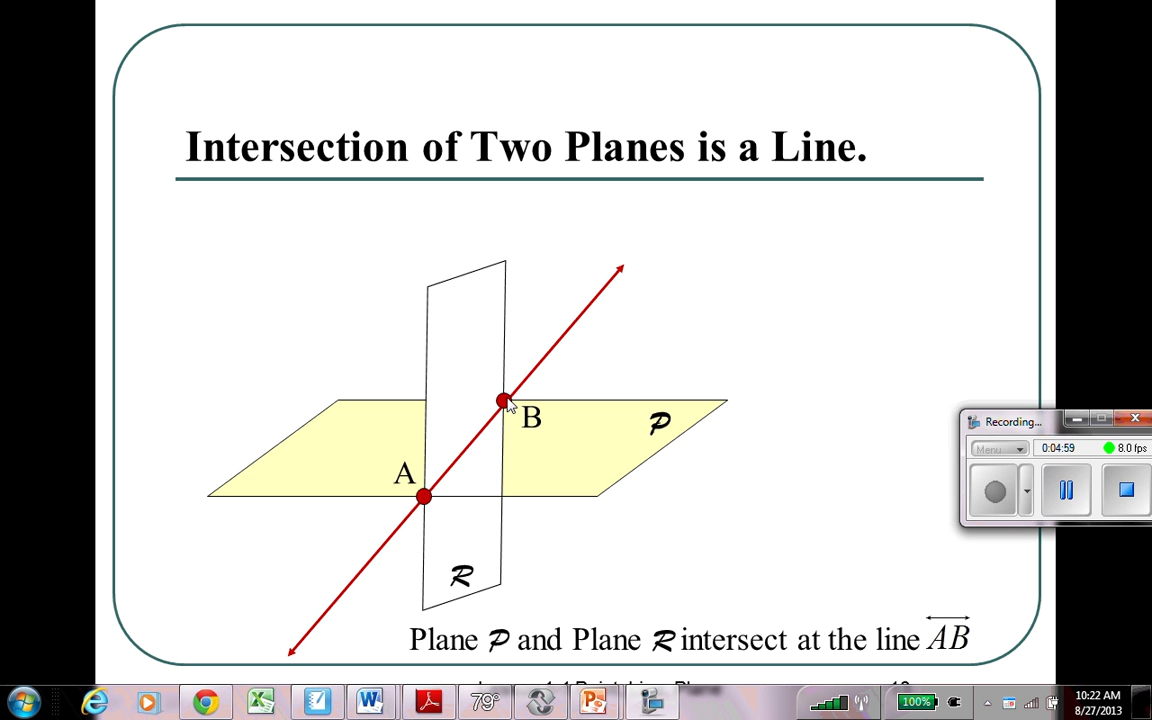 Intersection of Two Planes is a Line.
B
P
A
R
Plane P and Plane R intersect at the line AB
Recording...
Menu
0:04:59
8.0 fps
79°
100%
10:22 AM
8/27/2013